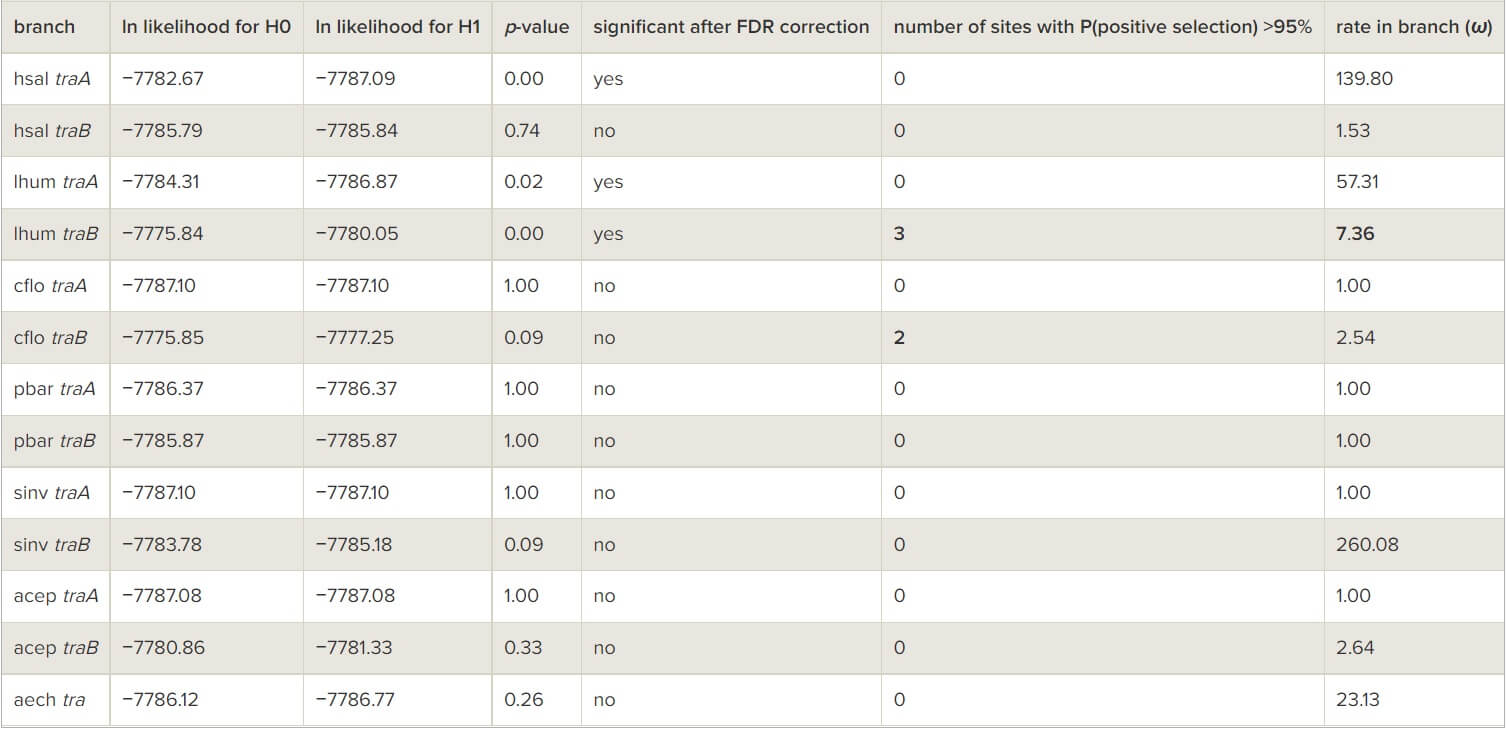 branch ln likelihood for H0 ln likelihood for H1 p-value significant after FDR correction number of sites with P(positive selection) >95% rate in branch (ω)
hsal traA −7782.67 −7787.09 0.00 yes 0 139.80
hsal traB −7785.79 −7785.84 0.74 no 0 1.53
lhum traA −7784.31 −7786.87 0.02 yes 0 57.31
lhum traB −7775.84 −7780.05 0.00 yes 3 7.36
cflo traA −7787.10 −7787.10 1.00 no 0 1.00
cflo traB −7775.85 −7777.25 0.09 no 2 2.54
pbar traA −7786.37 −7786.37 1.00 no 0 1.00
pbar traB −7785.87 −7785.87 1.00 no 0 1.00
sinv traA −7787.10 −7787.10 1.00 no 0 1.00
sinv traB −7783.78 −7785.18 0.09 no 0 260.08
acep traA −7787.08 −7787.08 1.00 no 0 1.00
acep traB −7780.86 −7781.33 0.33 no 0 2.64
aech tra −7786.12 −7786.77 0.26 no 0 23.13